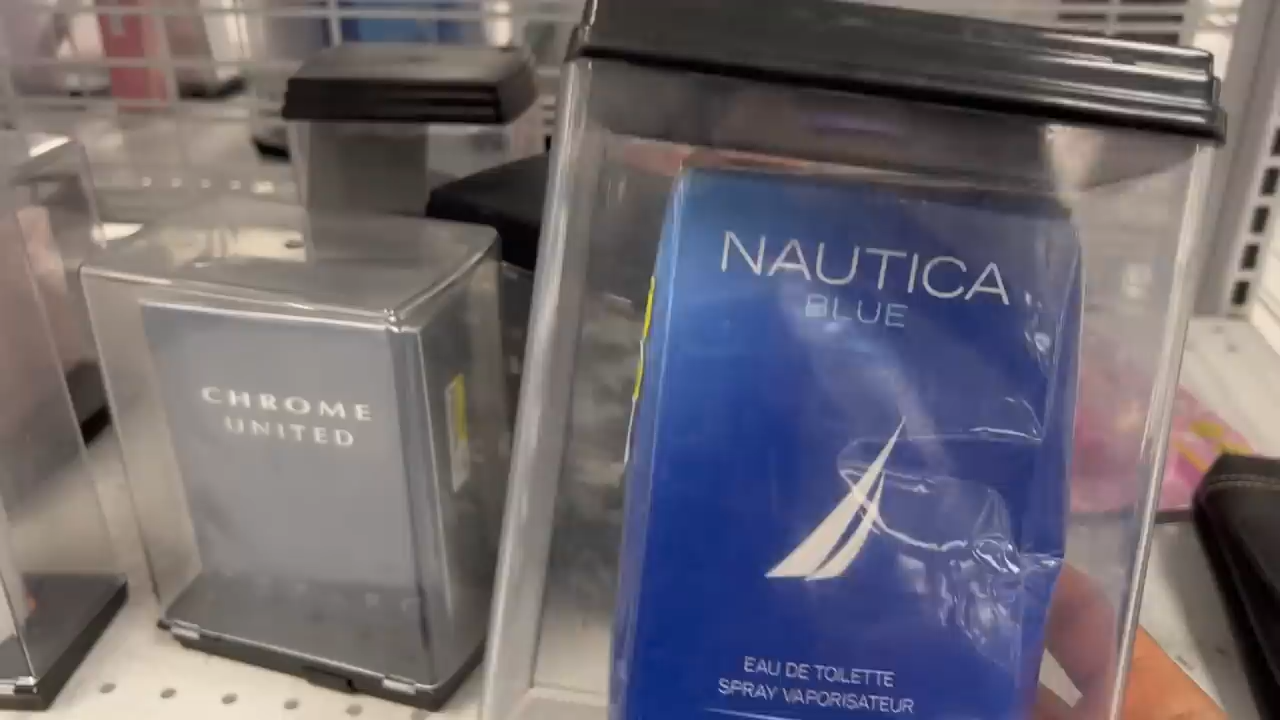 CHROME
UNITED
NAUTICA
BLUE
EAU DE TOILETTE
SPRAY VAPORISATEUR